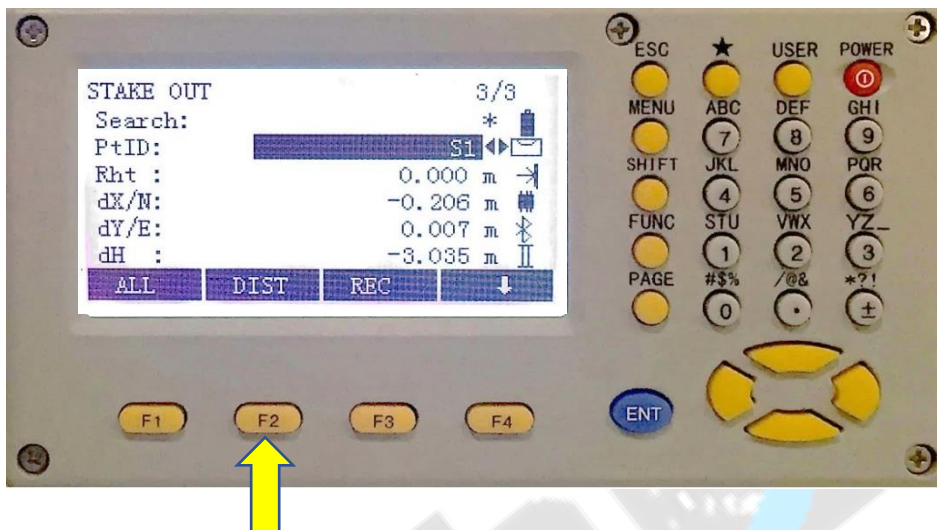 STAKE OUT 3/3
Search: *
PtID: S1
Rht : 0.000 m
dX/N: -0.206 m
dY/E: 0.007 m
dH : -3.035 m
ALL DIST REC
F1 F2 F3 F4
ESC ★ USER POWER
MENU ABC DEF GHI
7 8 9
SHIFT JKL MNO PQR
4 5 6
FUNC STU VWX YZ_
1 2 3
PAGE #$% /@& *?!
0 . ±
ENT